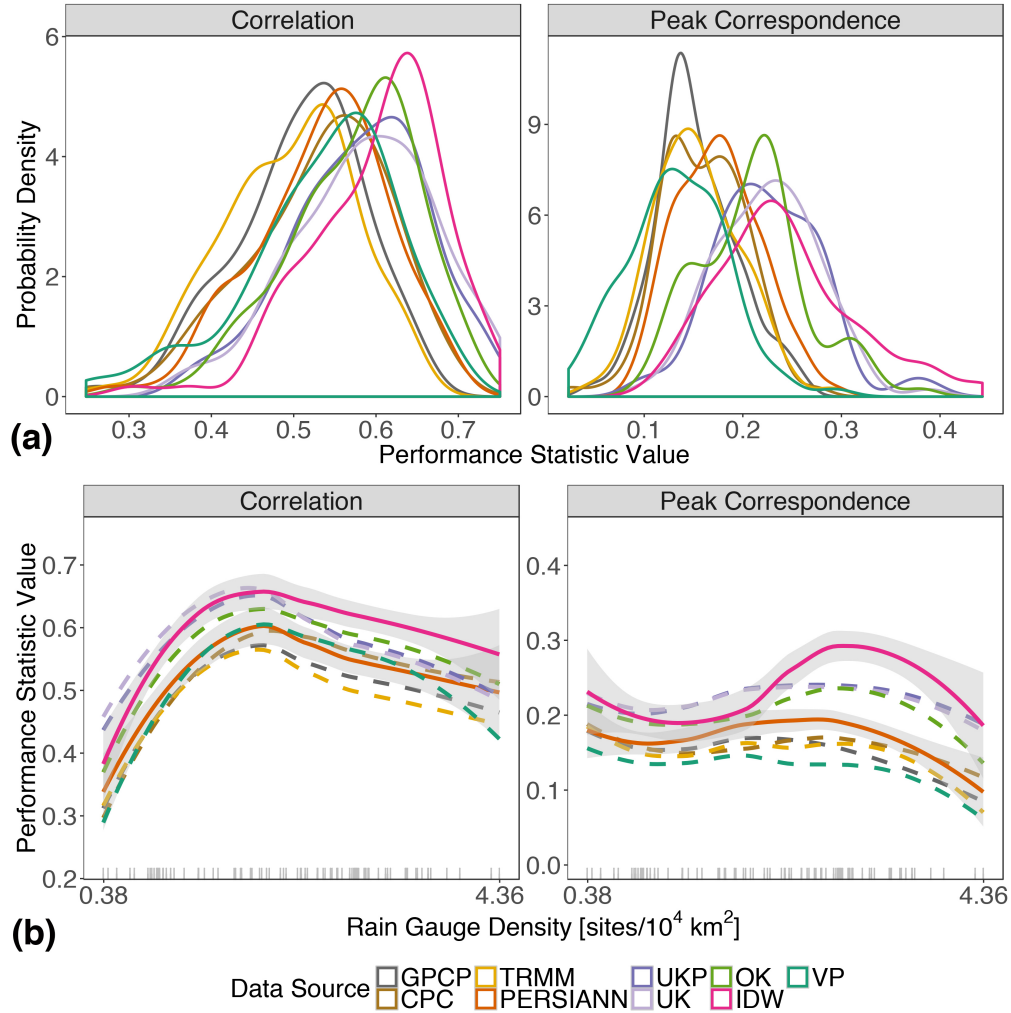 Correlation
Peak Correspondence
Probability Density
6
4
2
0
9
6
3
0
0.3 0.4 0.5 0.6 0.7
0.1 0.2 0.3 0.4
Performance Statistic Value
(a)
Correlation
Peak Correspondence
Performance Statistic Value
0.7
0.6
0.5
0.4
0.3
0.2
0.4
0.3
0.2
0.1
0.0
0.38 4.36
0.38 4.36
Rain Gauge Density [sites/10⁴ km²]
(b)
Data Source GPCP TRMM UKP OK VP
CPC PERSIANN UK IDW